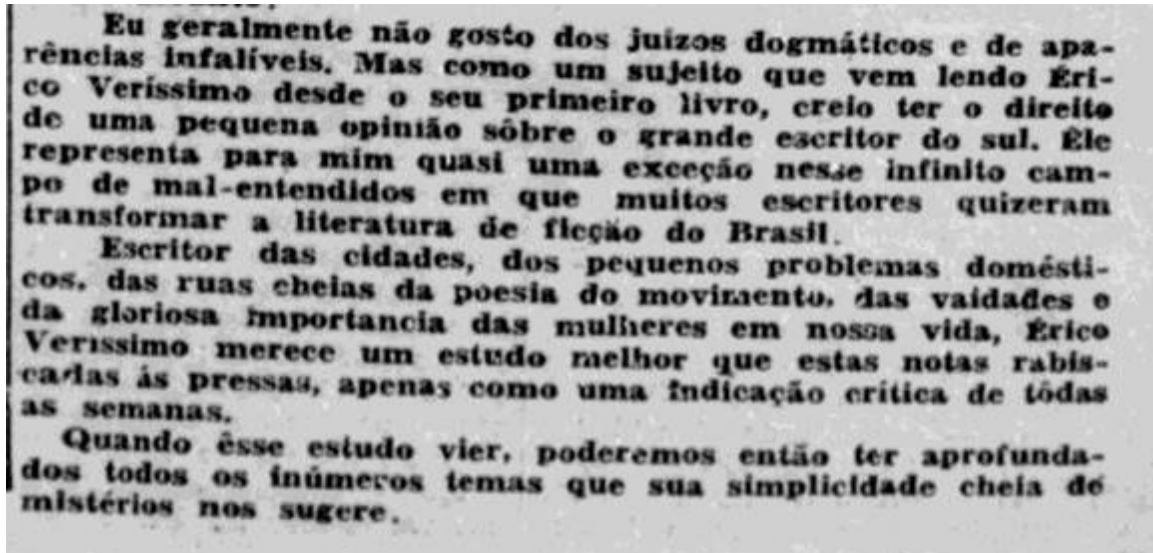 Eu geralmente não gosto dos juizos dogmáticos e de apa-
rências infalíveis. Mas como um sujeito que vem lendo Éri-
co Veríssimo desde o seu primeiro livro, creio ter o direito
de uma pequena opinião sôbre o grande escritor do sul. Êle
representa para mim quasi uma exceção nesse infinito cam-
po de mal-entendidos em que muitos escritores quizeram
transformar a literatura de ficção do Brasil.
Escritor das cidades, dos pequenos problemas domésti-
cos, das ruas cheias da poesia do movimento, das vaidades e
da gloriosa importancia das mulheres em nossa vida, Érico
Verissimo merece um estudo melhor que estas notas rabis-
cadas ás pressas, apenas como uma indicação critica de tôdas
as semanas.
Quando êsse estudo vier, poderemos então ter aprofunda-
dos todos os inúmeros temas que sua simplicidade cheia de
mistérios nos sugere.